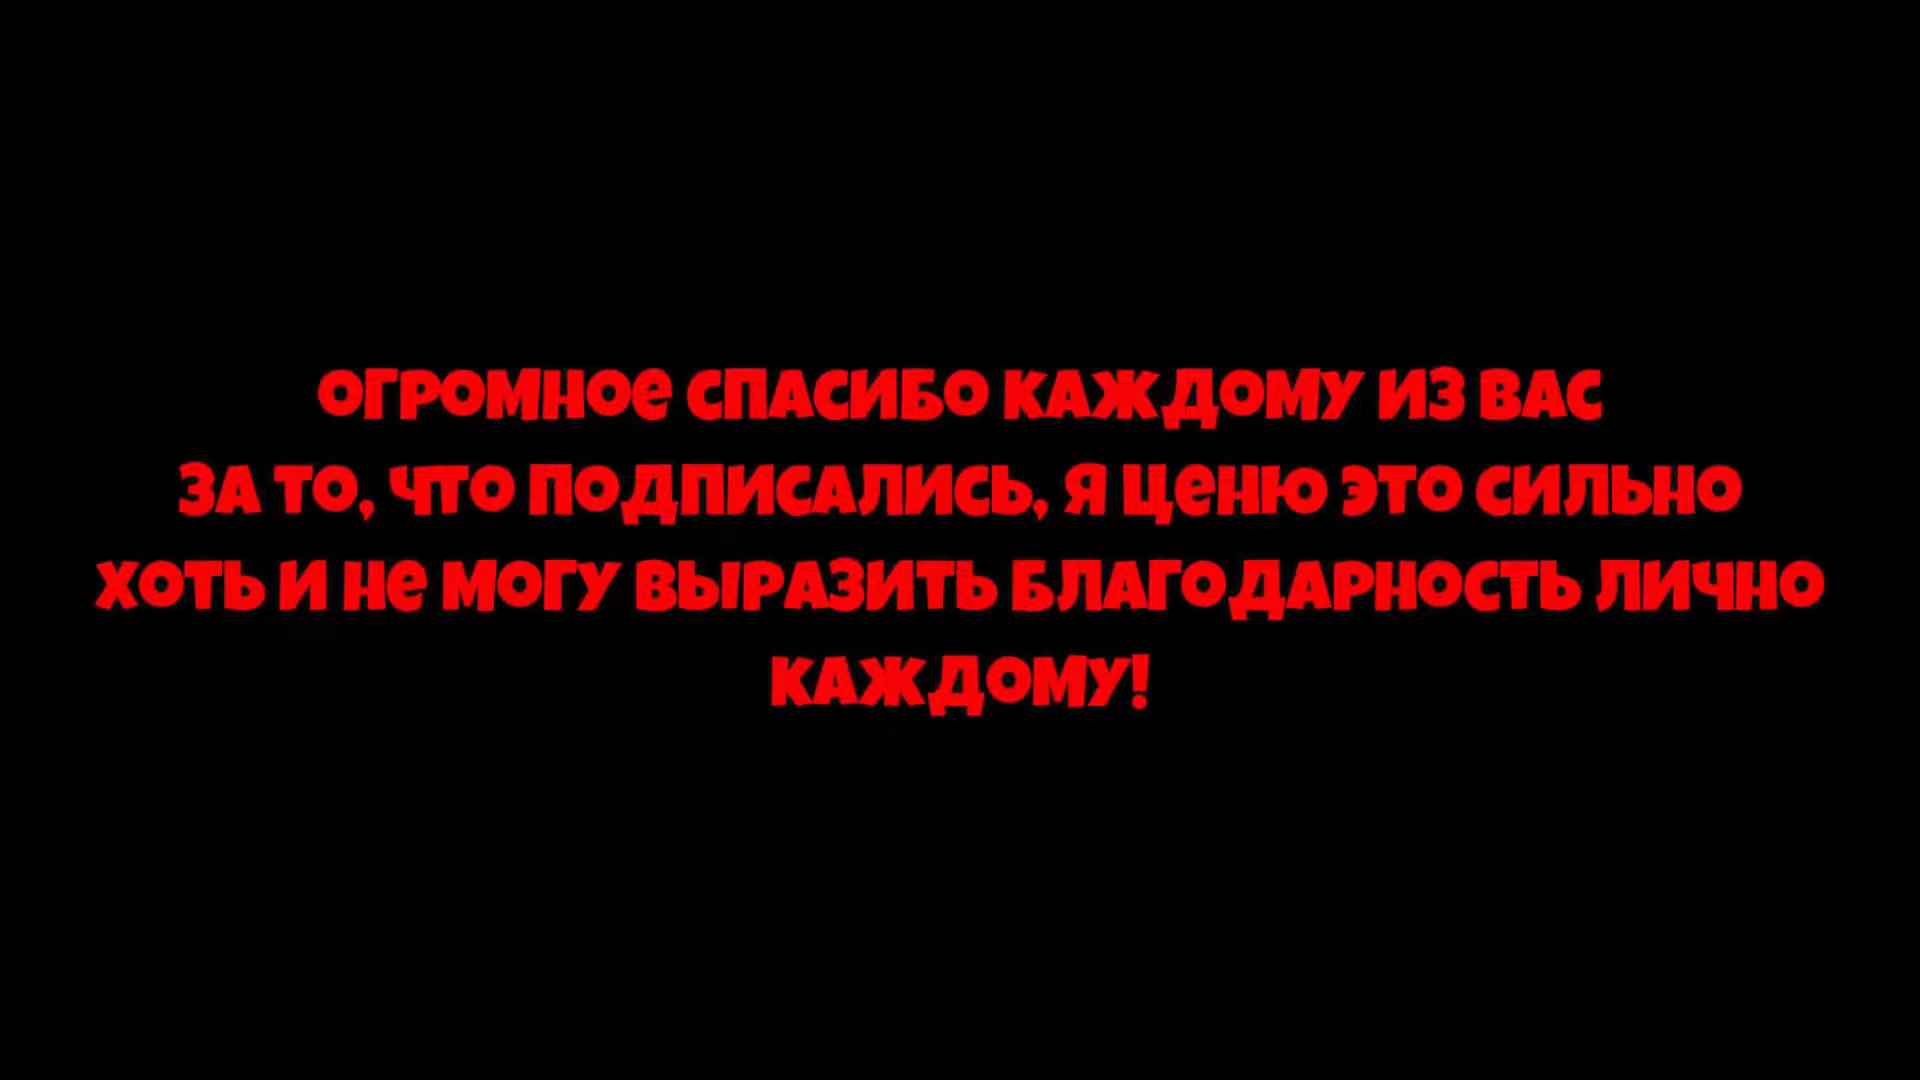 ОГРОМНОЕ СПАСИБО КАЖДОМУ ИЗ ВАС
ЗА ТО, ЧТО ПОДПИСАЛИСЬ, Я ЦЕНЮ ЭТО СИЛЬНО
ХОТЬ И НЕ МОГУ ВЫРАЗИТЬ БЛАГОДАРНОСТЬ ЛИЧНО
КАЖДОМУ!